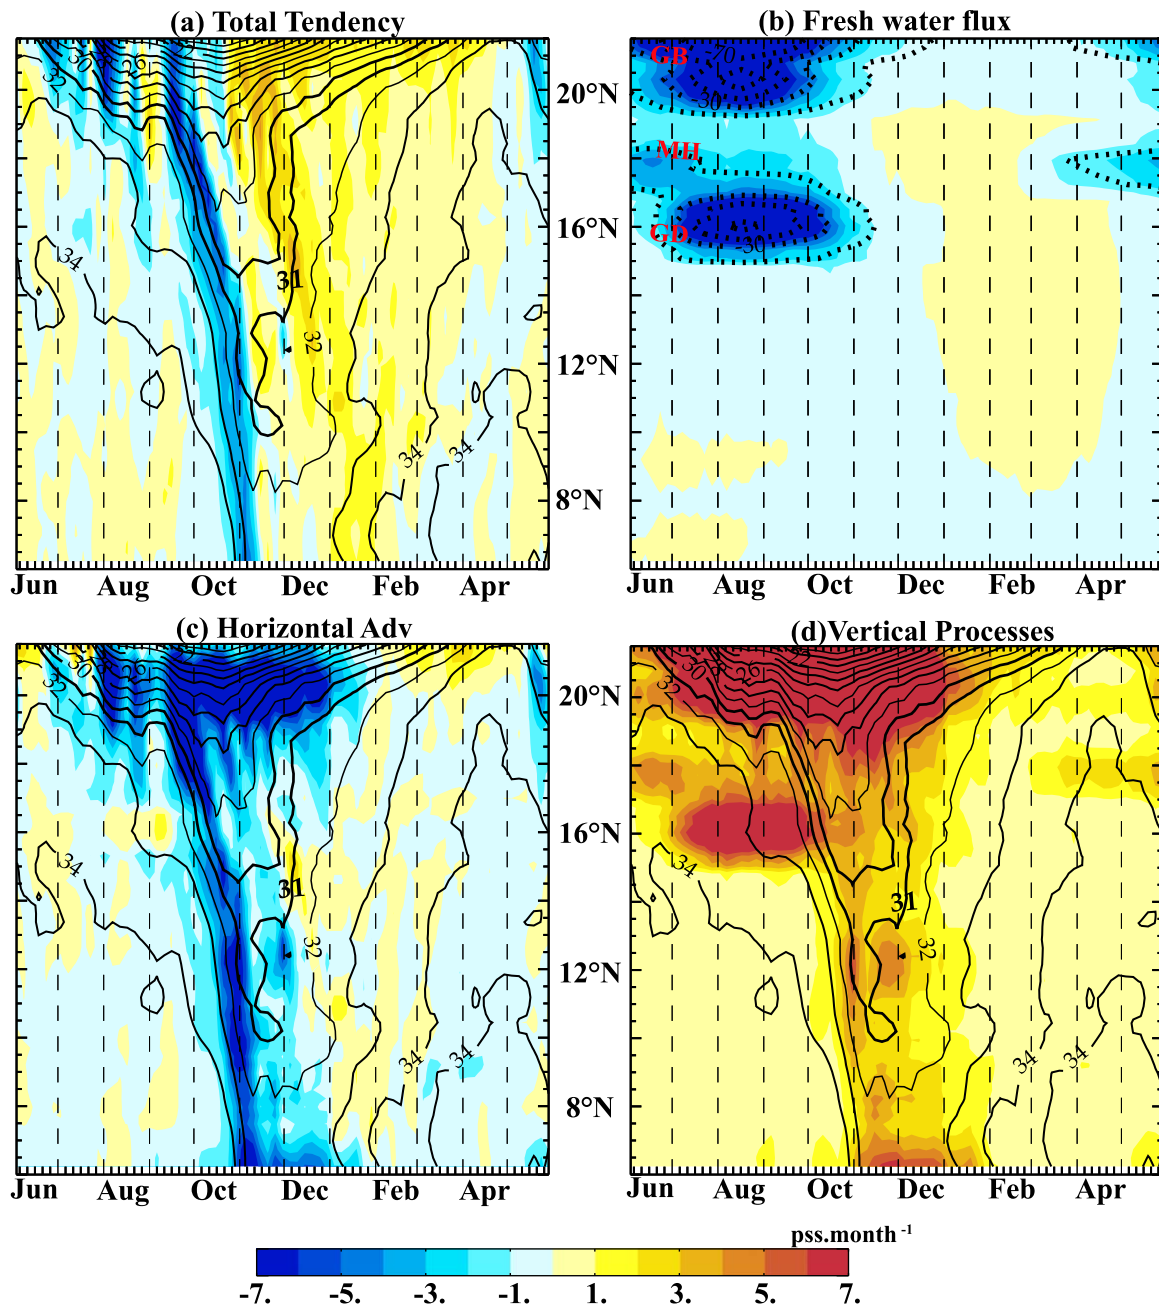 (a) Total Tendency
(b) Fresh water flux
32
30
26
GB
-70
-30
20°N
MH
GD
-30
16°N
34
31
32
12°N
34
34
8°N
Jun Aug Oct Dec Feb Apr
Jun Aug Oct Dec Feb Apr
(c) Horizontal Adv
(d)Vertical Processes
32
30
26
32
30
26
20°N
16°N
34
31
32
34
31
32
12°N
34
34
34
34
8°N
Jun Aug Oct Dec Feb Apr
Jun Aug Oct Dec Feb Apr
pss.month -1
-7. -5. -3. -1. 1. 3. 5. 7.